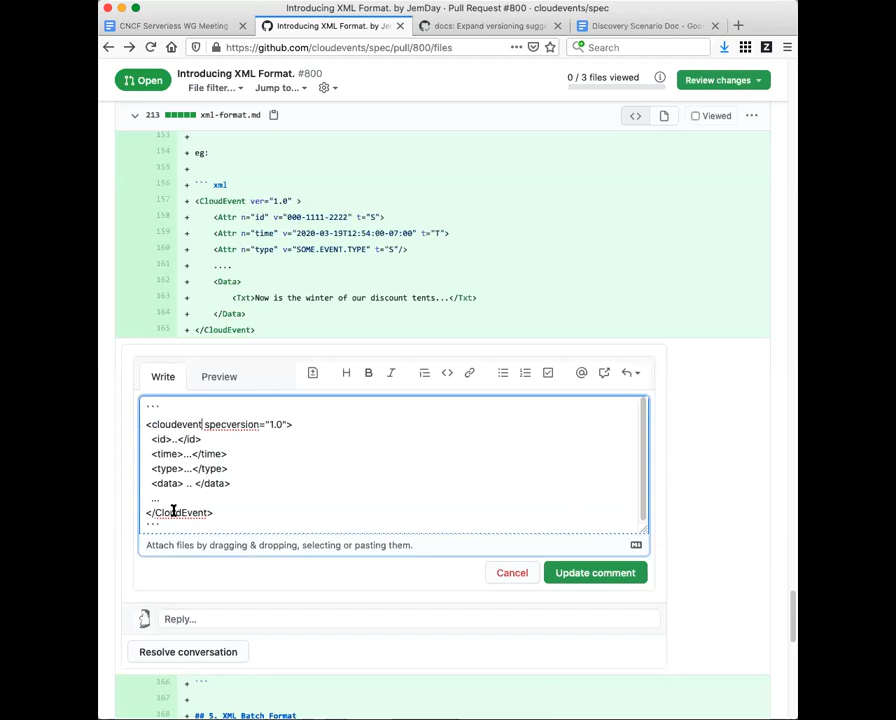 Introducing XML Format. by JemDay · Pull Request #800 · cloudevents/spec
CNCF Serverless WG Meeting
Introducing XML Format. by Je
docs: Expand versioning sugg
Discovery Scenario Doc - Goo
https://github.com/cloudevents/spec/pull/800/files
Search
Open
Introducing XML Format. #800
File filter...
Jump to...
0 / 3 files viewed
Review changes
213
xml-format.md
Viewed
153 +
154 + eg:
155 +
156 + ``` xml
157 + <CloudEvent ver="1.0" >
158 + <Attr n="id" v="000-1111-2222" t="S">
159 + <Attr n="time" v="2020-03-19T12:54:00-07:00" t="T">
160 + <Attr n="type" v="SOME.EVENT.TYPE" t="S"/>
161 + ....
162 + <Data>
163 + <Txt>Now is the winter of our discount tents...</Txt>
164 + </Data>
165 + </CloudEvent>
Write
Preview
```
<cloudevent specversion="1.0">
<id>..</id>
<time>...</time>
<type>...</type>
<data> .. </data>
...
</CloudEvent>
```
Attach files by dragging & dropping, selecting or pasting them.
Cancel
Update comment
Reply...
Resolve conversation
166 + ```
167 +
168 + ## 5. XML Batch Format